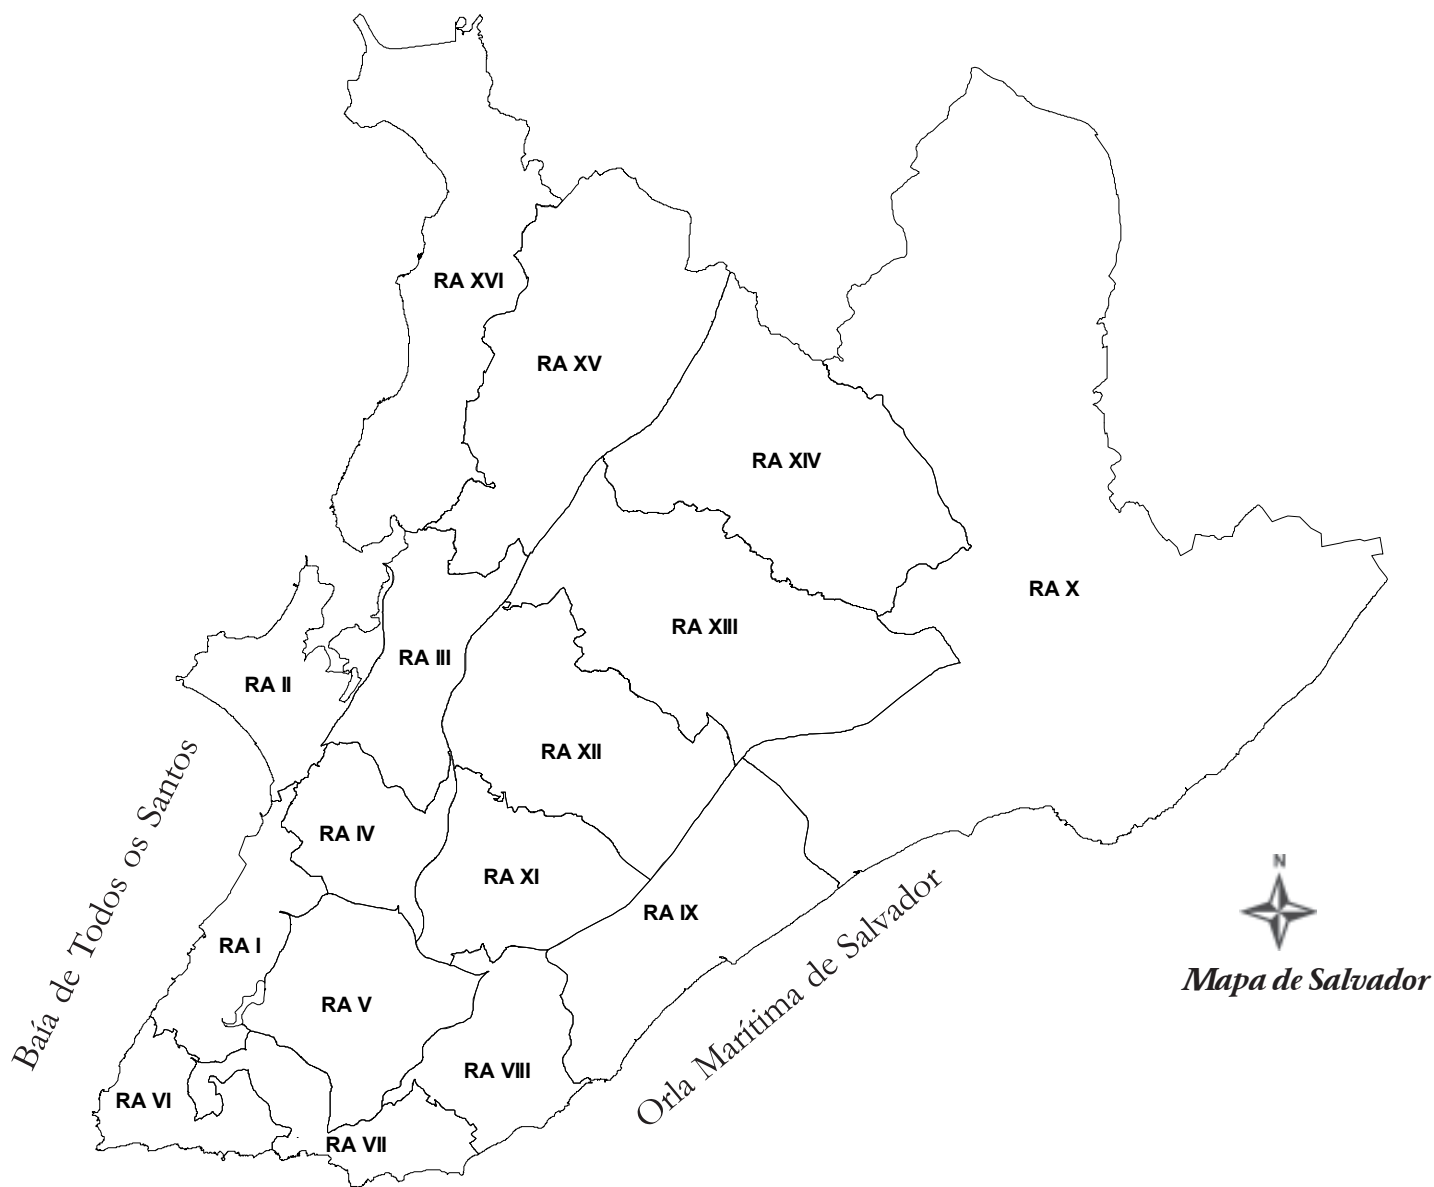 RA XVI
RA XV
RA XIV
RA X
RA XIII
RA III
RA II
RA XII
RA IV
RA XI
RA IX
RA I
RA V
RA VIII
RA VI
RA VII
Baía de Todos os Santos
Orla Marítima de Salvador
N
Mapa de Salvador